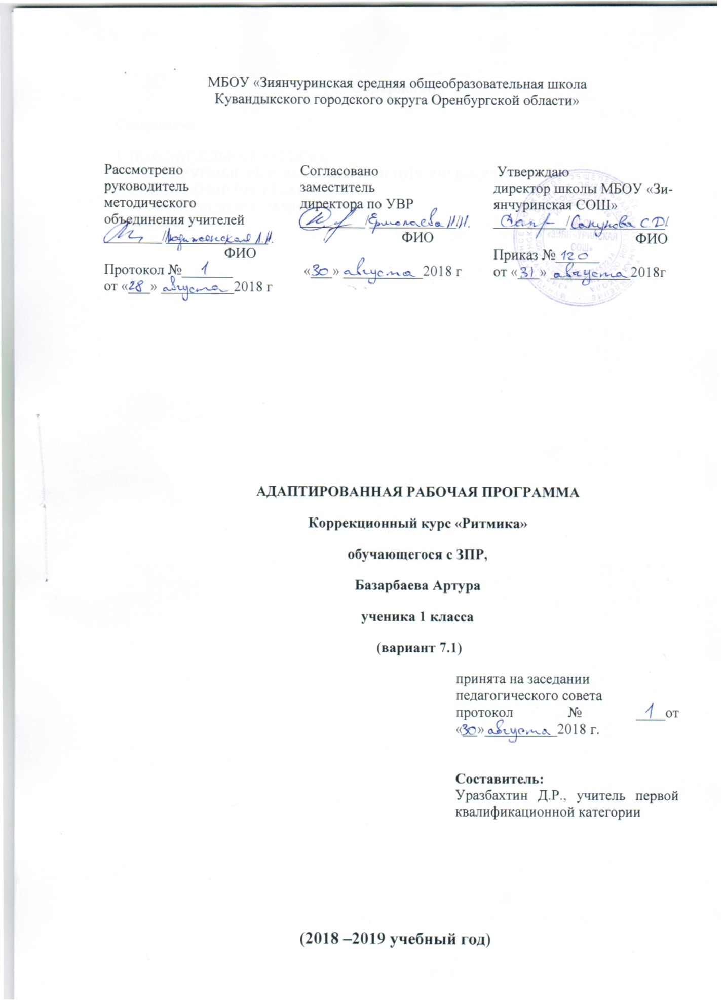 МБОУ «Зиянчуринская средняя общеобразовательная школа
Кувандыкского городского округа Оренбургской области»
Рассмотрено
руководитель
методического
объединения учителей
/ Л.Н.
ФИО
Протокол № 1
от «28» августа 2018 г
Согласовано
заместитель
директора по УВР
/Ермолаева Н.Н.
ФИО
«30» августа 2018 г
Утверждаю
директор школы МБОУ «Зи-
янчуринская СОШ»
/Сапунова С.Д/.
ФИО
Приказ № 120
от «31» августа 2018г
«ЗИЯНЧУРИНСКАЯ
СОШ»
АДАПТИРОВАННАЯ РАБОЧАЯ ПРОГРАММА
Коррекционный курс «Ритмика»
обучающегося с ЗПР,
Базарбаева Артура
ученика 1 класса
(вариант 7.1)
принята на заседании
педагогического совета
протокол № 1 от
«30» августа 2018 г.
Составитель:
Уразбахтин Д.Р., учитель первой
квалификационной категории
(2018 –2019 учебный год)